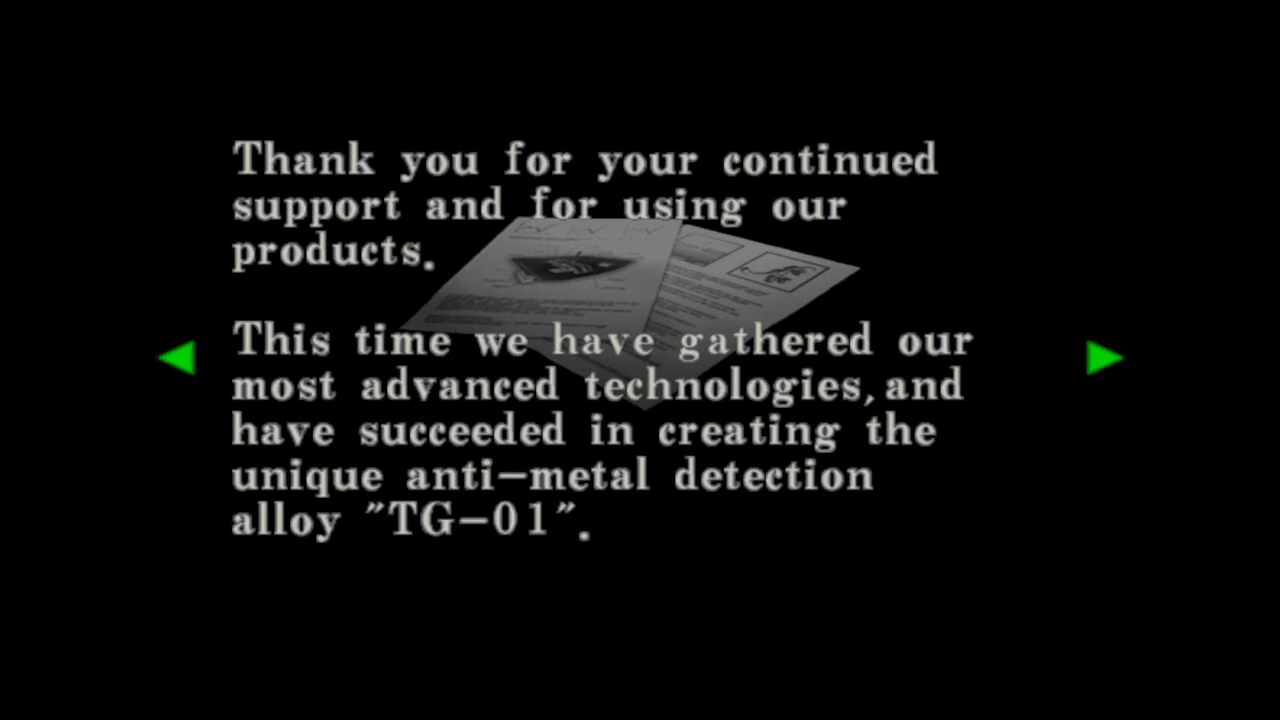 Thank you for your continued
support and for using our
products.
This time we have gathered our
most advanced technologies, and
have succeeded in creating the
unique anti-metal detection
alloy "TG-01".